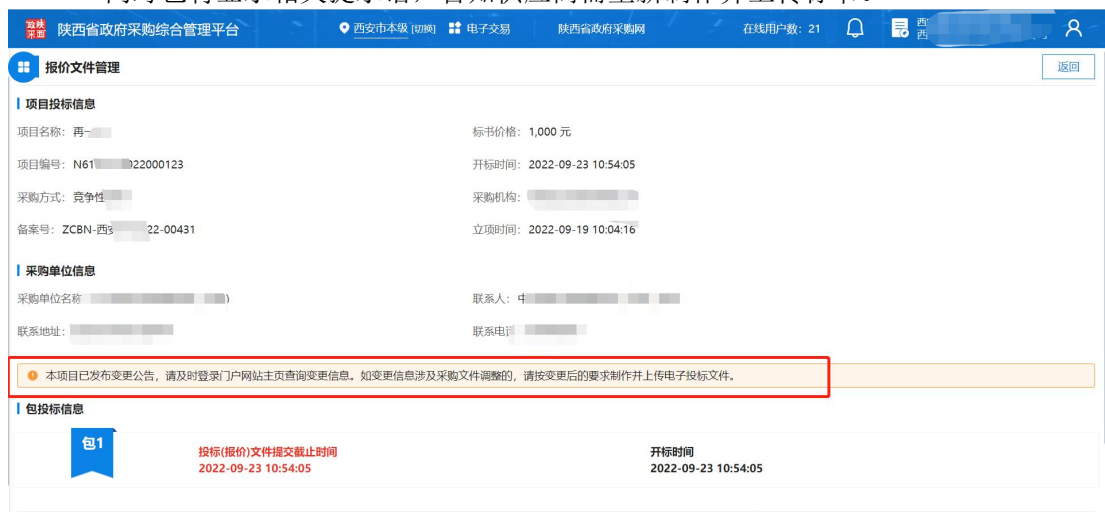 陕西省政府采购综合管理平台 西安市本级 [切换] 电子交易 陕西省政府采购网 在线用户数: 21
报价文件管理 返回
项目投标信息
项目名称: 再一 标书价格: 1,000 元
项目编号: N61 022000123 开标时间: 2022-09-23 10:54:05
采购方式: 竞争性 采购机构:
备案号: ZCBN-西安 22-00431 立项时间: 2022-09-19 10:04:16
采购单位信息
采购单位名称 ) 联系人: 中
联系地址: 联系电话
本项目已发布变更公告，请及时登录门户网站主页查询变更信息。如变更信息涉及采购文件调整的，请按变更后的要求制作并上传电子投标文件。
包投标信息
包1
投标(报价)文件提交截止时间 开标时间
2022-09-23 10:54:05 2022-09-23 10:54:05